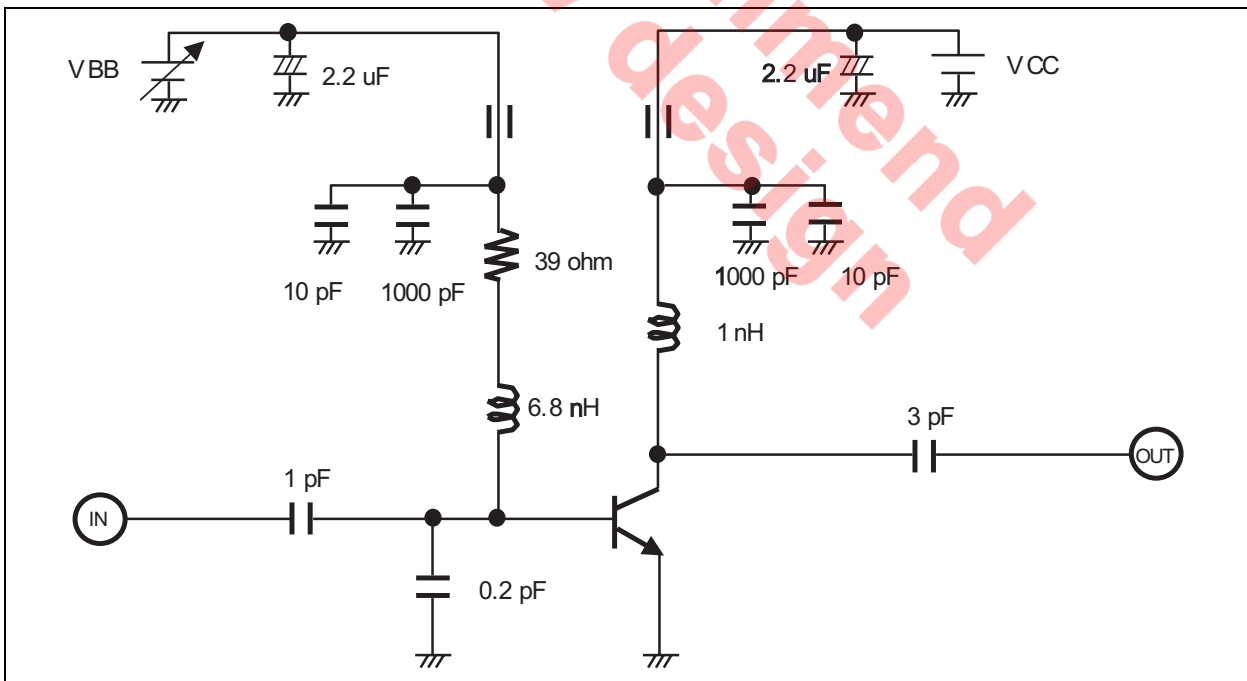 VBB
2.2 uF
2.2 uF
VCC
10 pF
1000 pF
39 ohm
1000 pF
10 pF
1 nH
6.8 nH
3 pF
OUT
1 pF
IN
0.2 pF
design